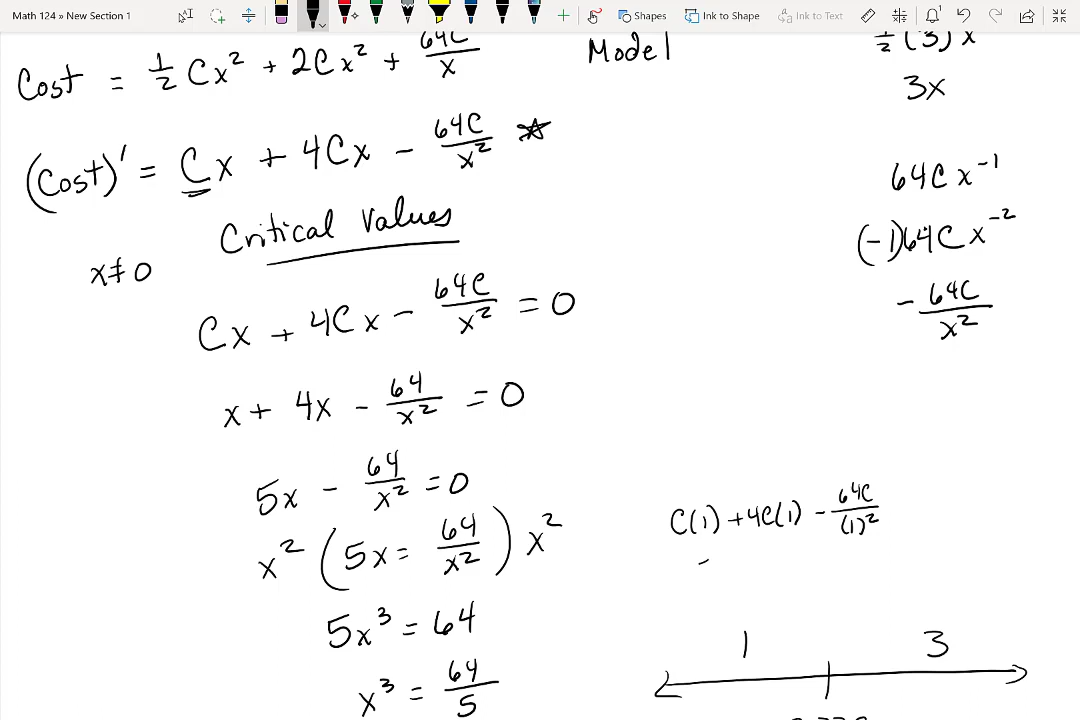 Math 124 » New Section 1
Shapes
Ink to Shape
Ink to Text
Cost = 1/2 Cx² + 2Cx² + 64C/x
Model
1/2 (3) x
3x
(Cost)' = Cx + 4Cx - 64C/x² ☆
64Cx⁻¹
(-1)64Cx⁻²
- 64C/x²
Critical Values
x≠0
Cx + 4Cx - 64C/x² = 0
x + 4x - 64/x² = 0
5x - 64/x² = 0
x² (5x = 64/x²) x²
5x³ = 64
x³ = 64/5
C(1) + 4C(1) - 64C/(1)²
-
1 3